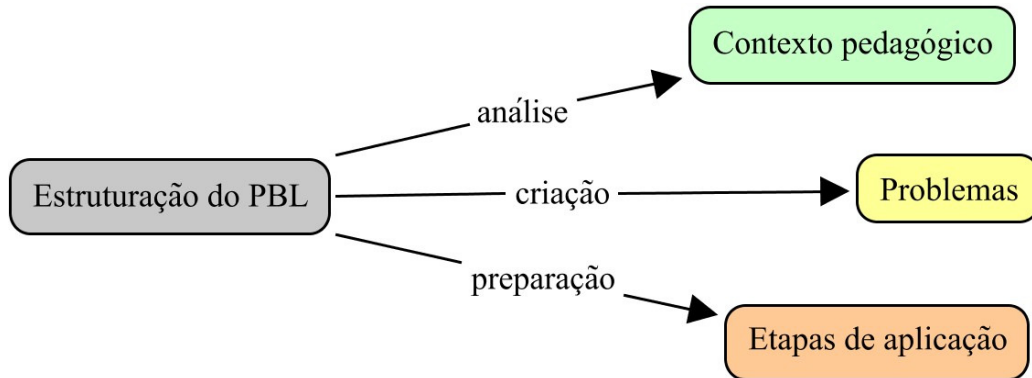 Contexto pedagógico
análise
Estruturação do PBL
criação
Problemas
preparação
Etapas de aplicação